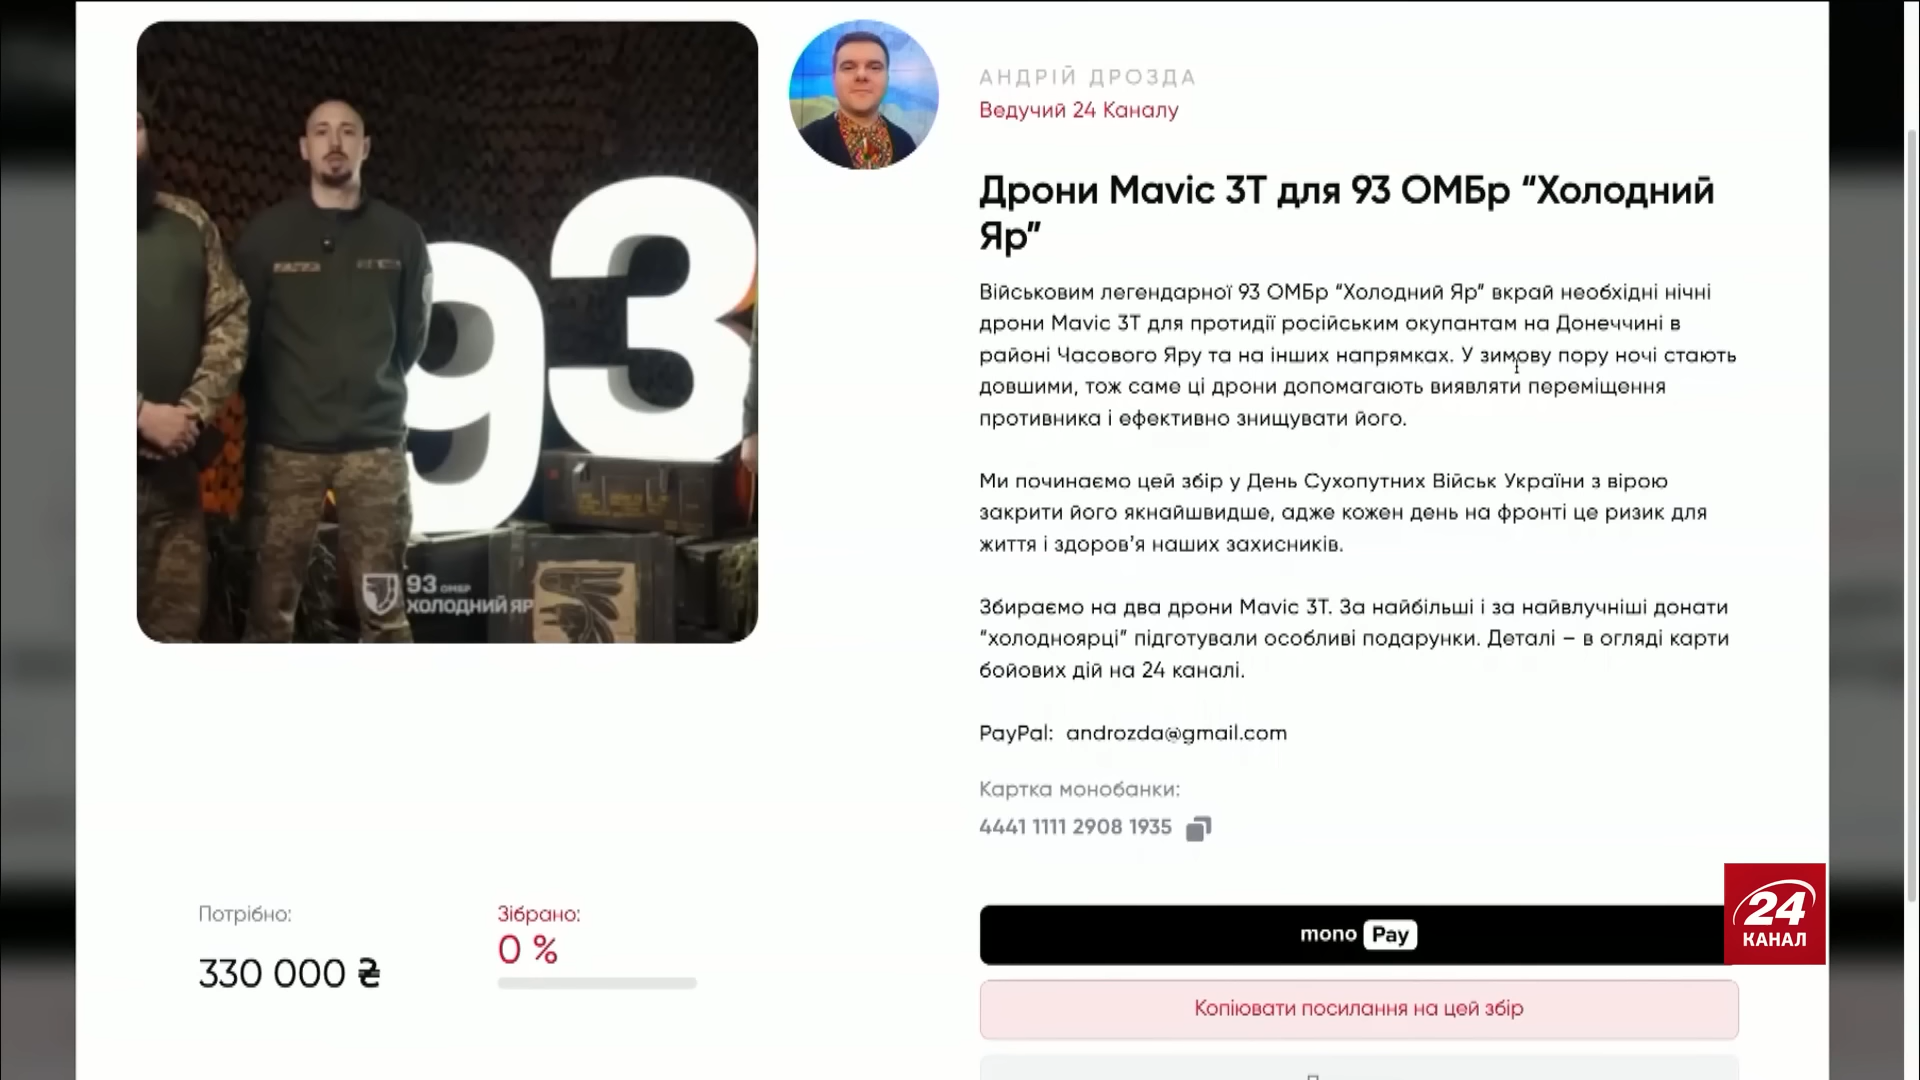 АНДРІЙ ДРОЗДА
Ведучий 24 Каналу
Дрони Mavic 3T для 93 ОМБр “Холодний
Яр”
Військовим легендарної 93 ОМБр “Холодний Яр” вкрай необхідні нічні
дрони Mavic 3T для протидії російським окупантам на Донеччині в
районі Часового Яру та на інших напрямках. У зимову пору ночі стають
довшими, тож саме ці дрони допомагають виявляти переміщення
противника і ефективно знищувати його.
Ми починаємо цей збір у День Сухопутних Військ України з вірою
закрити його якнайшвидше, адже кожен день на фронті це ризик для
життя і здоров’я наших захисників.
Збираємо на два дрони Mavic 3T. За найбільші і за найвлучніші донати
“холодноярці” підготували особливі подарунки. Деталі – в огляді карти
бойових дій на 24 каналі.
PayPal: androzda@gmail.com
Картка монобанки:
4441 1111 2908 1935
93
93 ОМБР
ХОЛОДНИЙ ЯР
Потрібно:
330 000 ₴
Зібрано:
0 %
mono Pay
24
КАНАЛ
Копіювати посилання на цей збір